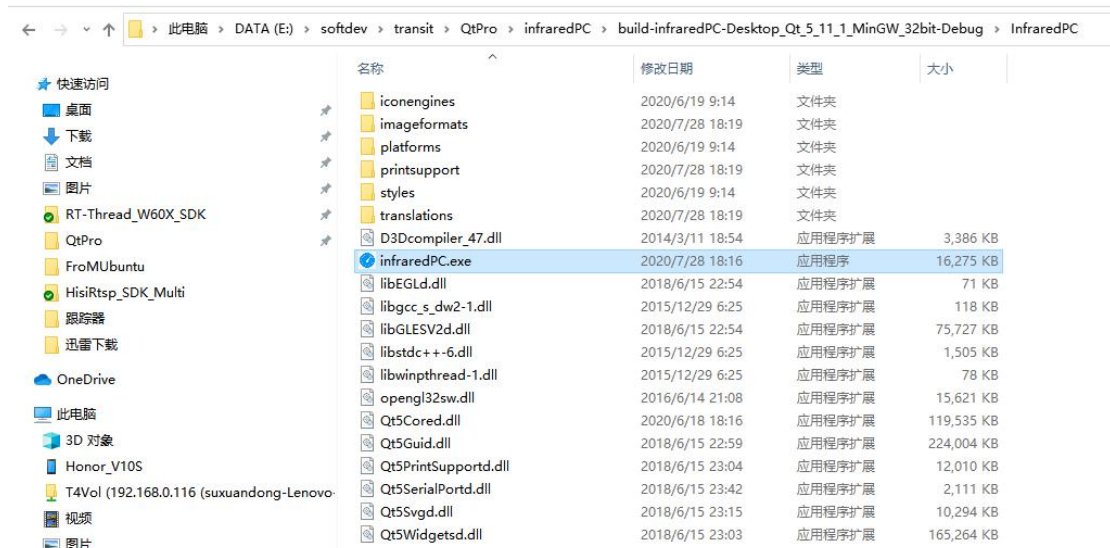 此电脑 > DATA (E:) > softdev > transit > QtPro > infraredPC > build-infraredPC-Desktop_Qt_5_11_1_MinGW_32bit-Debug > InfraredPC
快速访问
桌面
下载
文档
图片
RT-Thread_W60X_SDK
QtPro
FroMUbuntu
HisiRtsp_SDK_Multi
跟踪器
迅雷下载
OneDrive
此电脑
3D 对象
Honor_V10S
T4Vol (192.168.0.116 (suxuandong-Lenovo-
视频
图片
名称 修改日期 类型 大小
iconengines 2020/6/19 9:14 文件夹
imageformats 2020/7/28 18:19 文件夹
platforms 2020/6/19 9:14 文件夹
printsupport 2020/7/28 18:19 文件夹
styles 2020/6/19 9:14 文件夹
translations 2020/7/28 18:19 文件夹
D3Dcompiler_47.dll 2014/3/11 18:54 应用程序扩展 3,386 KB
infraredPC.exe 2020/7/28 18:16 应用程序 16,275 KB
libEGLd.dll 2018/6/15 22:54 应用程序扩展 71 KB
libgcc_s_dw2-1.dll 2015/12/29 6:25 应用程序扩展 118 KB
libGLESV2d.dll 2018/6/15 22:54 应用程序扩展 75,727 KB
libstdc++-6.dll 2015/12/29 6:25 应用程序扩展 1,505 KB
libwinpthread-1.dll 2015/12/29 6:25 应用程序扩展 78 KB
opengl32sw.dll 2016/6/14 21:08 应用程序扩展 15,621 KB
Qt5Cored.dll 2020/6/18 18:16 应用程序扩展 119,535 KB
Qt5Guid.dll 2018/6/15 22:59 应用程序扩展 224,004 KB
Qt5PrintSupportd.dll 2018/6/15 23:04 应用程序扩展 12,010 KB
Qt5SerialPortd.dll 2018/6/15 23:42 应用程序扩展 2,111 KB
Qt5Svgd.dll 2018/6/15 23:15 应用程序扩展 10,294 KB
Qt5Widgetsd.dll 2018/6/15 23:03 应用程序扩展 165,264 KB